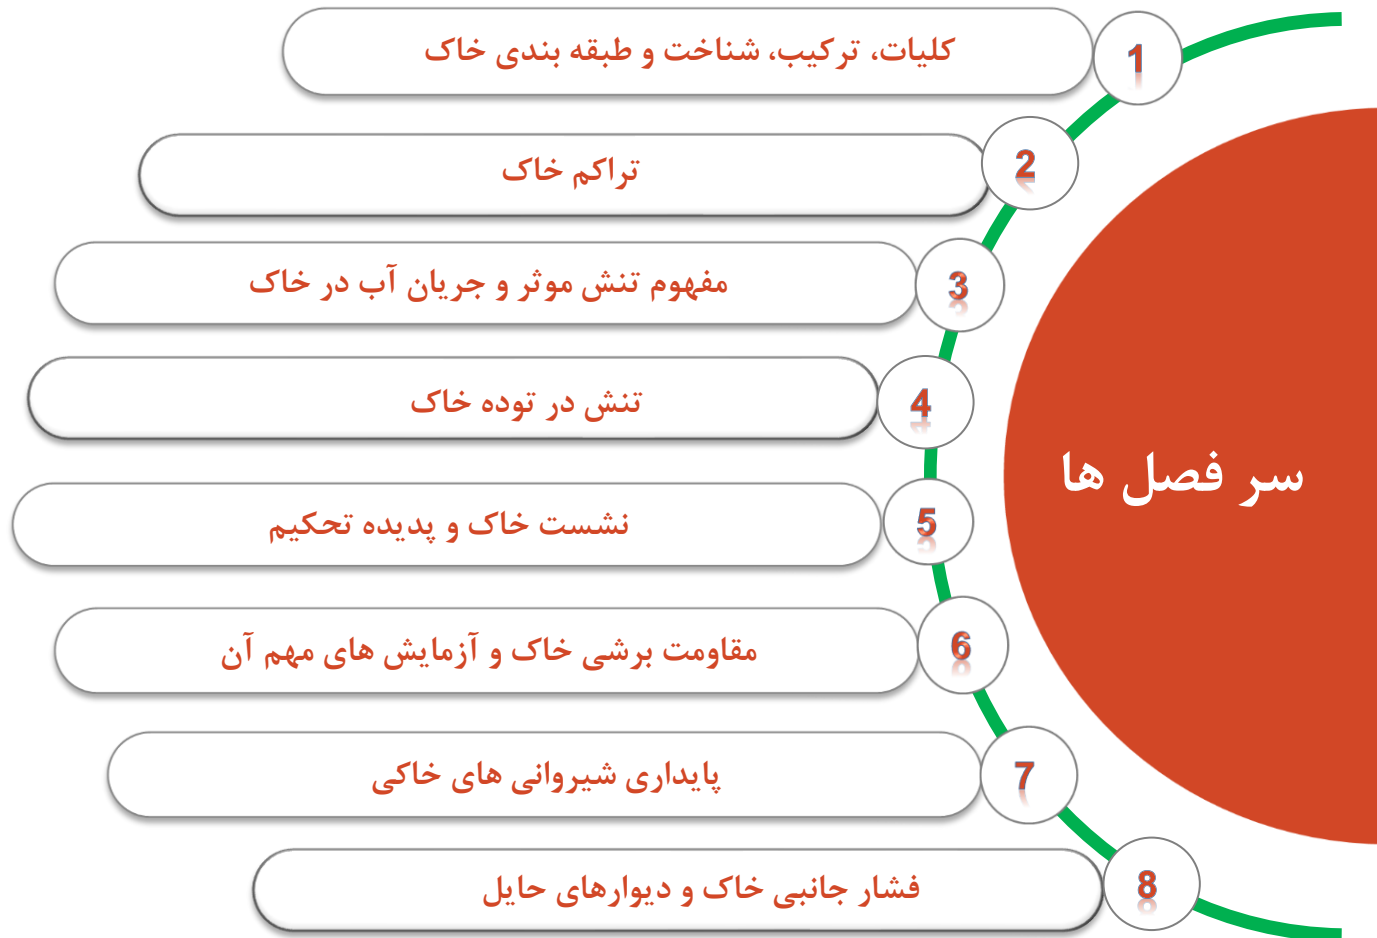 سر فصل ها
1 کلیات، ترکیب، شناخت و طبقه بندی خاک
2 تراکم خاک
3 مفهوم تنش موثر و جریان آب در خاک
4 تنش در توده خاک
5 نشست خاک و پدیده تحکیم
6 مقاومت برشی خاک و آزمایش های مهم آن
7 پایداری شیروانی های خاکی
8 فشار جانبی خاک و دیوارهای حایل